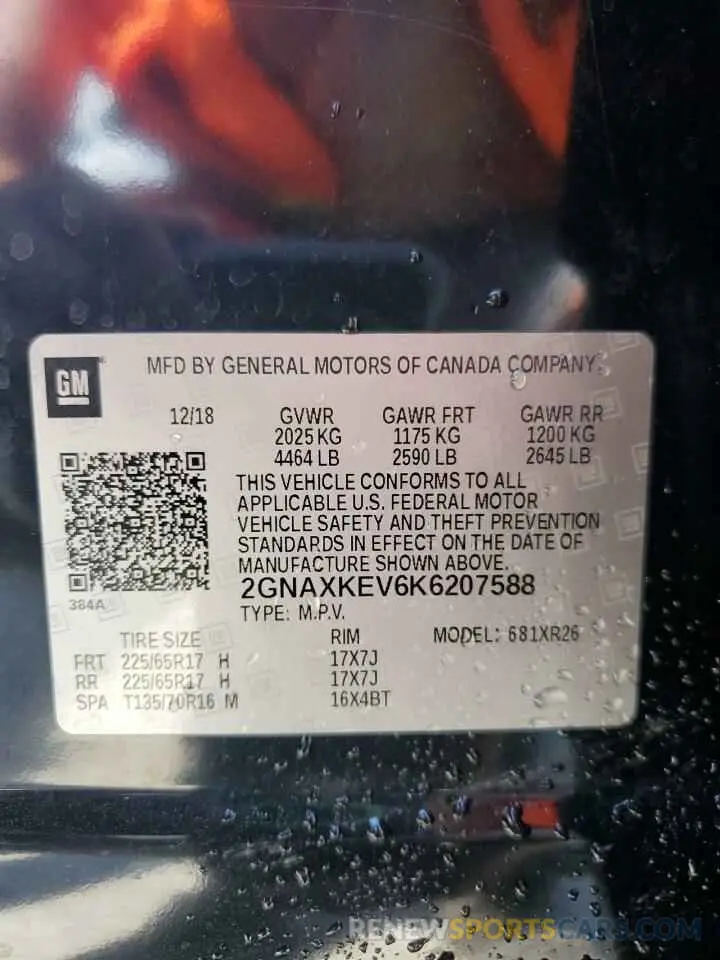 GM
MFD BY GENERAL MOTORS OF CANADA COMPANY
12/18 GVWR GAWR FRT GAWR RR
2025 KG 1175 KG 1200 KG
4464 LB 2590 LB 2645 LB
THIS VEHICLE CONFORMS TO ALL
APPLICABLE U.S. FEDERAL MOTOR
VEHICLE SAFETY AND THEFT PREVENTION
STANDARDS IN EFFECT ON THE DATE OF
MANUFACTURE SHOWN ABOVE.
384A
2GNAXKEV6K6207588
TYPE: M.P.V.
TIRE SIZE RIM MODEL: 681XR26
FRT 225/65R17 H 17X7J
RR 225/65R17 H 17X7J
SPA T135/70R16 M 16X4BT
RENEWSPORTSCARS.COM